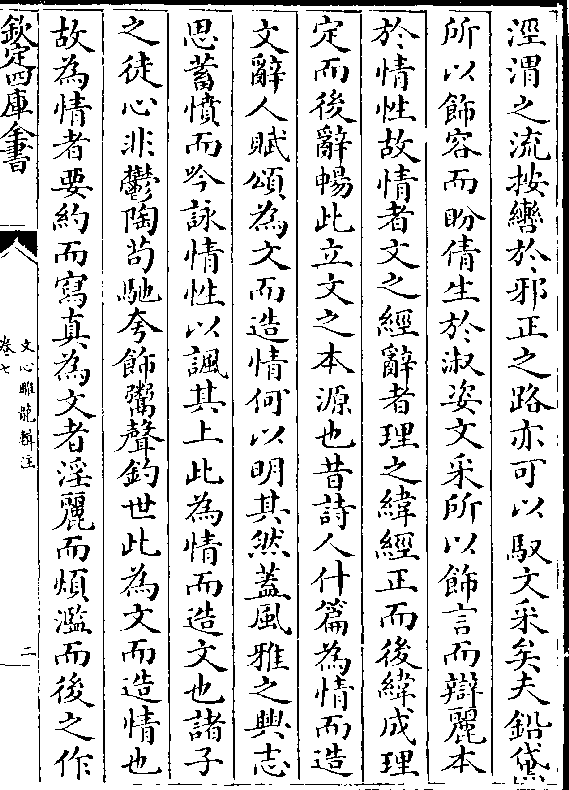 涇渭之流按轡於邪正之路亦可以馭文采矣夫鉛黛
所以飾容而盼倩生於淑姿文采所以飾言而辯麗本
於情性故情者文之經辭者理之緯經正而後緯成理
定而後辭暢此立文之本源也昔詩人什篇為情而造
文辭人賦頌為文而造情何以明其然蓋風雅之興志
思蓄憤而吟詠情性以諷其上此為情而造文也諸子
之徒心非鬱陶苟馳夸飾鬻聲釣世此為文而造情也
故為情者要約而寫真為文者淫麗而煩濫而後之作
欽定四庫全書
文心雕龍輯注
卷七
二